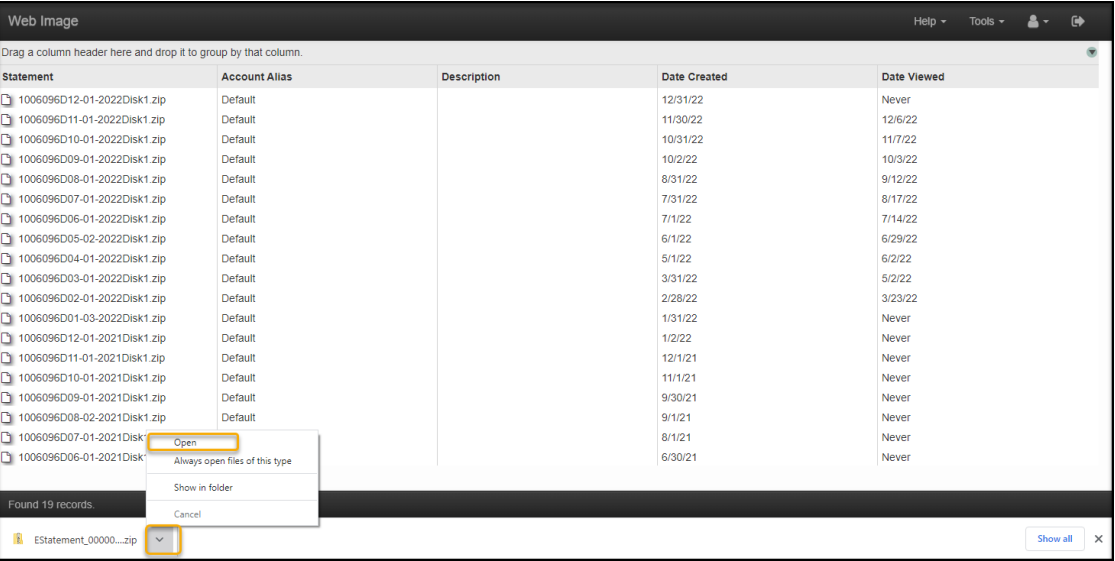 Web Image Help Tools
Drag a column header here and drop it to group by that column.
Statement Account Alias Description Date Created Date Viewed
1006096D12-01-2022Disk1.zip Default 12/31/22 Never
1006096D11-01-2022Disk1.zip Default 11/30/22 12/6/22
1006096D10-01-2022Disk1.zip Default 10/31/22 11/7/22
1006096D09-01-2022Disk1.zip Default 10/2/22 10/3/22
1006096D08-01-2022Disk1.zip Default 8/31/22 9/12/22
1006096D07-01-2022Disk1.zip Default 7/31/22 8/17/22
1006096D06-01-2022Disk1.zip Default 7/1/22 7/14/22
1006096D05-02-2022Disk1.zip Default 6/1/22 6/29/22
1006096D04-01-2022Disk1.zip Default 5/1/22 6/2/22
1006096D03-01-2022Disk1.zip Default 3/31/22 5/2/22
1006096D02-01-2022Disk1.zip Default 2/28/22 3/23/22
1006096D01-03-2022Disk1.zip Default 1/31/22 Never
1006096D12-01-2021Disk1.zip Default 1/2/22 Never
1006096D11-01-2021Disk1.zip Default 12/1/21 Never
1006096D10-01-2021Disk1.zip Default 11/1/21 Never
1006096D09-01-2021Disk1.zip Default 9/30/21 Never
1006096D08-02-2021Disk1.zip Default 9/1/21 Never
1006096D07-01-2021Disk 8/1/21 Never
1006096D06-01-2021Disk 6/30/21 Never
Open
Always open files of this type
Show in folder
Cancel
Found 19 records.
EStatement_00000....zip Show all